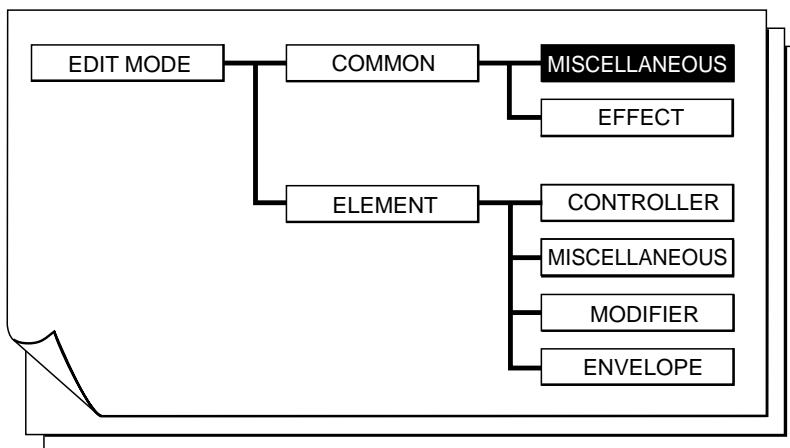 EDIT MODE
COMMON
MISCELLANEOUS
EFFECT
ELEMENT
CONTROLLER
MISCELLANEOUS
MODIFIER
ENVELOPE